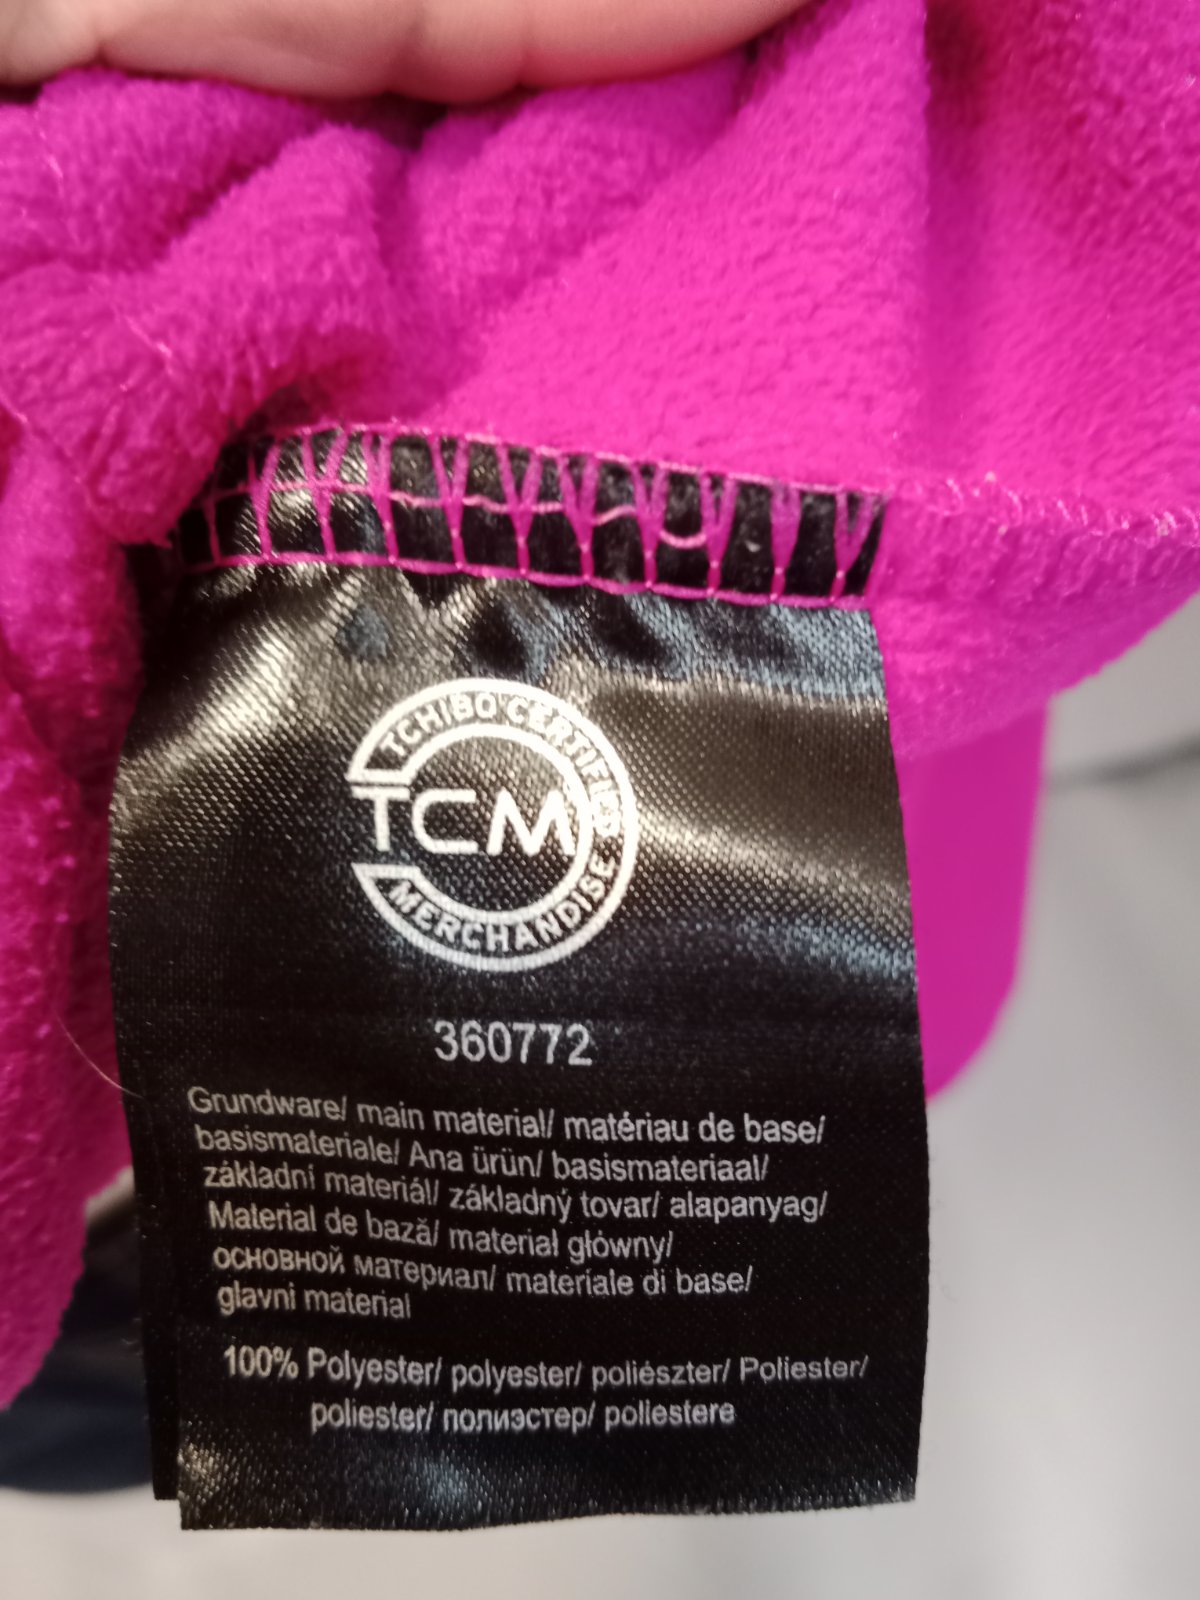 TCHIBO CERTIFIED
TCM
MERCHANDISE
360772
Grundware/ main material/ matériau de base/
basismateriale/ Ana ürün/ basismateriaal/
základní materiál/ základný tovar/ alapanyag/
Material de bază/ materiał główny/
основной материал/ materiale di base/
glavni material
100% Polyester/ polyester/ poliészter/ Poliester/
poliester/ полиэстер/ poliestere